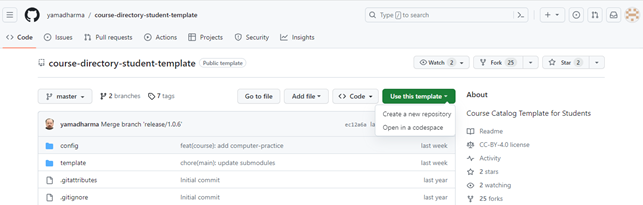 yamadharma / course-directory-student-template
Type / to search
Code Issues Pull requests Actions Projects Security Insights
course-directory-student-template Public template
Watch 2 Fork 25 Star 2
master 2 branches 7 tags Go to file Add file Code Use this template
Create a new repository
Open in a codespace
yamadharma Merge branch 'release/1.0.6'
config feat(course): add computer-practice last week
template chore(main): update submodules last week
.gitattributes Initial commit last year
.gitignore Initial commit last year
About
Course Catalog Template for Students
Readme
CC-BY-4.0 license
Activity
2 stars
2 watching
25 forks